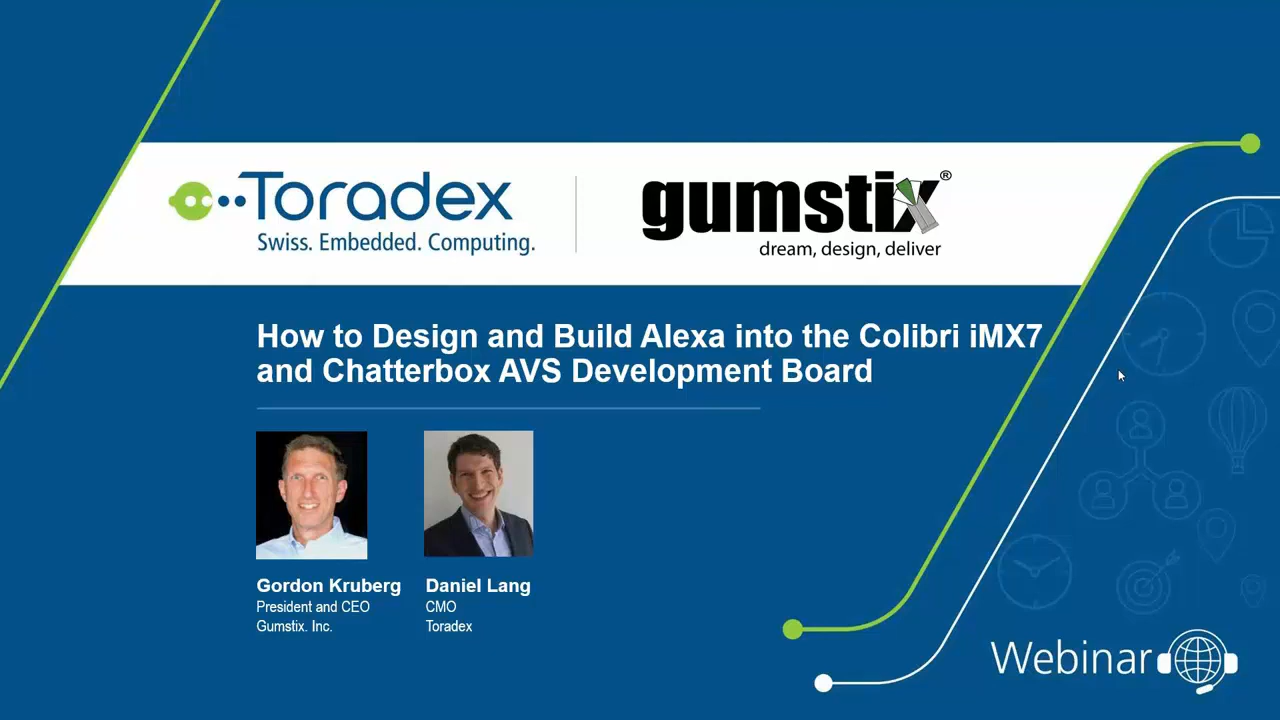 Toradex
Swiss. Embedded. Computing.
gumstix®
dream, design, deliver
How to Design and Build Alexa into the Colibri iMX7
and Chatterbox AVS Development Board
Gordon Kruberg
President and CEO
Gumstix. Inc.
Daniel Lang
CMO
Toradex
Webinar